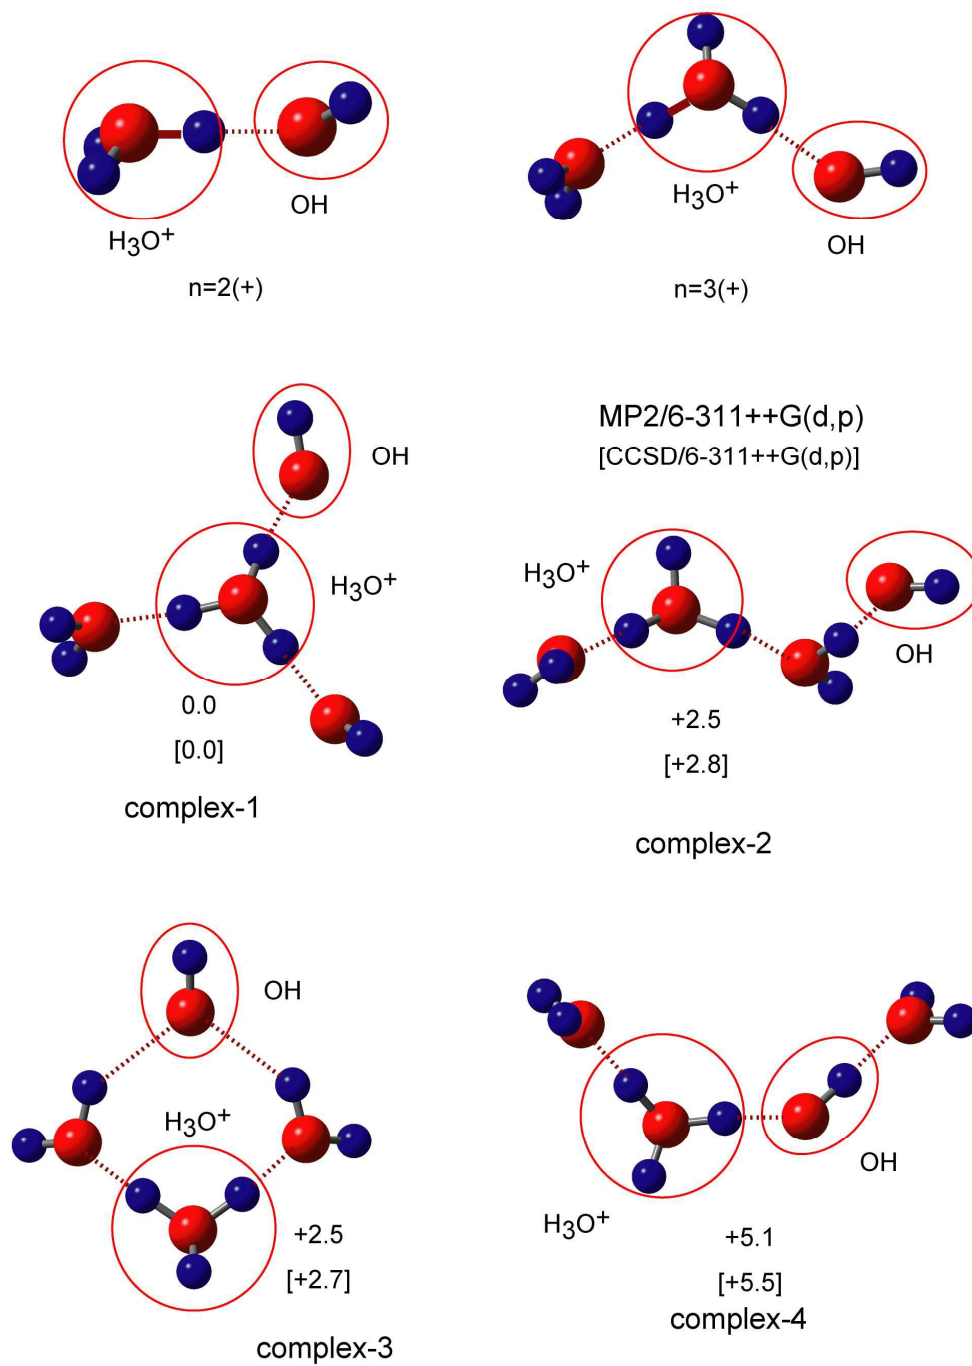 H3O+
OH
n=2(+)
H3O+
OH
n=3(+)
OH
H3O+
0.0
[0.0]
complex-1
MP2/6-311++G(d,p)
[CCSD/6-311++G(d,p)]
H3O+
OH
+2.5
[+2.8]
complex-2
OH
H3O+
+2.5
[+2.7]
complex-3
OH
H3O+
+5.1
[+5.5]
complex-4